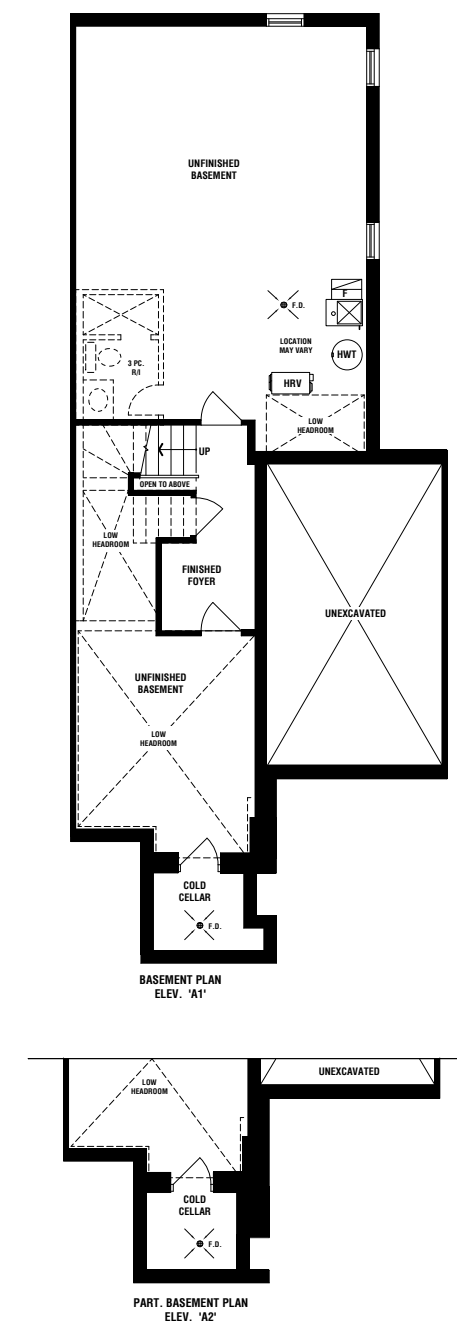 UNFINISHED
BASEMENT
F
F.D.
LOCATION
MAY VARY
HWT
3 PC.
R/I
HRV
LOW
HEADROOM
UP
OPEN TO ABOVE
LOW
HEADROOM
FINISHED
FOYER
UNEXCAVATED
UNFINISHED
BASEMENT
LOW
HEADROOM
COLD
CELLAR
F.D.
BASEMENT PLAN
ELEV. 'A1'
UNEXCAVATED
LOW
HEADROOM
COLD
CELLAR
F.D.
PART. BASEMENT PLAN
ELEV. 'A2'